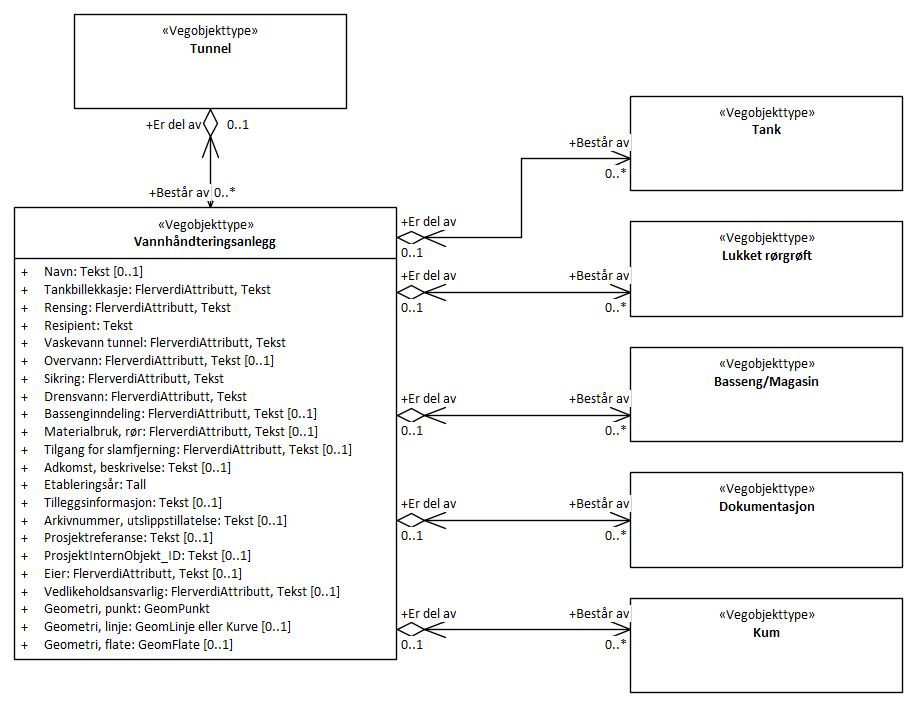 «Vegobjekttype»
Tunnel
+Er del av 0..1
+Består av 0..*
«Vegobjekttype»
Vannhåndteringsanlegg
+ Navn: Tekst [0..1]
+ Tankbillekkasje: FlerverdiAttributt, Tekst
+ Rensing: FlerverdiAttributt, Tekst
+ Resipient: Tekst
+ Vaskevann tunnel: FlerverdiAttributt, Tekst
+ Overvann: FlerverdiAttributt, Tekst [0..1]
+ Sikring: FlerverdiAttributt, Tekst
+ Drensvann: FlerverdiAttributt, Tekst
+ Bassenginndeling: FlerverdiAttributt, Tekst [0..1]
+ Materialbruk, rør: FlerverdiAttributt, Tekst [0..1]
+ Tilgang for slamfjerning: FlerverdiAttributt, Tekst [0..1]
+ Adkomst, beskrivelse: Tekst [0..1]
+ Etableringsår: Tall
+ Tilleggsinformasjon: Tekst [0..1]
+ Arkivnummer, utslippstillatelse: Tekst [0..1]
+ Prosjektreferanse: Tekst [0..1]
+ ProsjektInternObjekt_ID: Tekst [0..1]
+ Eier: FlerverdiAttributt, Tekst [0..1]
+ Vedlikeholdsansvarlig: FlerverdiAttributt, Tekst [0..1]
+ Geometri, punkt: GeomPunkt
+ Geometri, linje: GeomLinje eller Kurve [0..1]
+ Geometri, flate: GeomFlate [0..1]
+Er del av
0..1
+Består av
0..*
«Vegobjekttype»
Tank
+Er del av
0..1
+Består av
0..*
«Vegobjekttype»
Lukket rørgrøft
+Er del av
0..1
+Består av
0..*
«Vegobjekttype»
Basseng/Magasin
+Er del av
0..1
+Består av
0..*
«Vegobjekttype»
Dokumentasjon
+Er del av
0..1
+Består av
0..*
«Vegobjekttype»
Kum